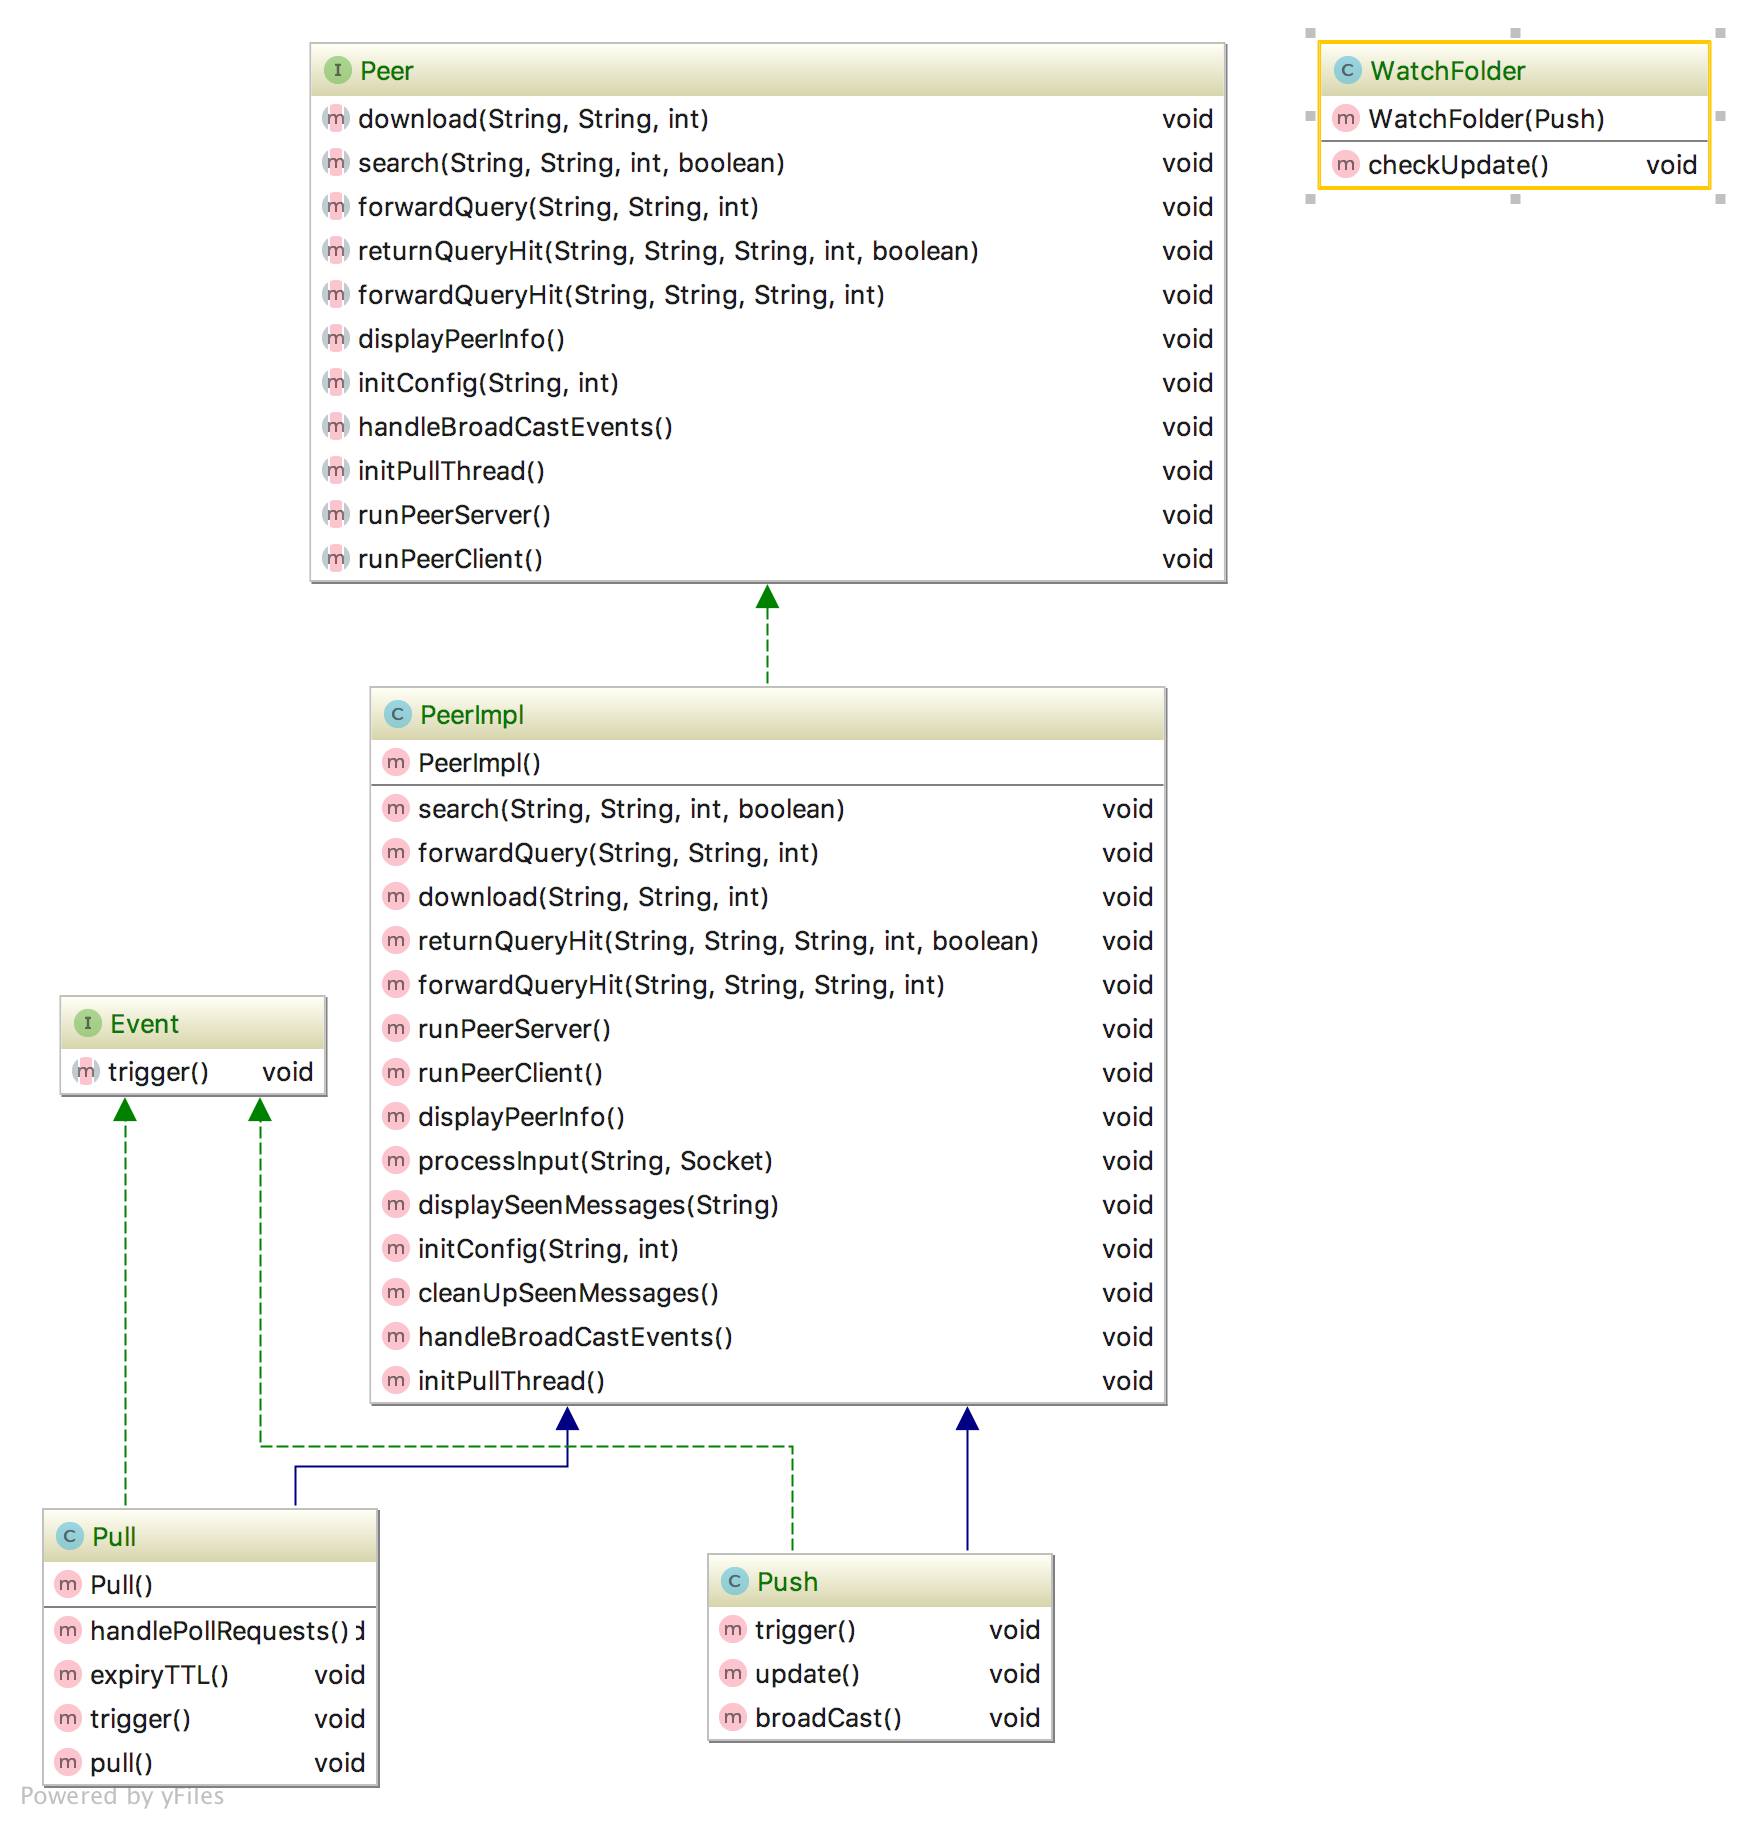 I Peer
m download(String, String, int) void
m search(String, String, int, boolean) void
m forwardQuery(String, String, int) void
m returnQueryHit(String, String, String, int, boolean) void
m forwardQueryHit(String, String, String, int) void
m displayPeerInfo() void
m initConfig(String, int) void
m handleBroadCastEvents() void
m initPullThread() void
m runPeerServer() void
m runPeerClient() void
C WatchFolder
m WatchFolder(Push)
m checkUpdate() void
C PeerImpl
m PeerImpl()
m search(String, String, int, boolean) void
m forwardQuery(String, String, int) void
m download(String, String, int) void
m returnQueryHit(String, String, String, int, boolean) void
m forwardQueryHit(String, String, String, int) void
m runPeerServer() void
m runPeerClient() void
m displayPeerInfo() void
m processInput(String, Socket) void
m displaySeenMessages(String) void
m initConfig(String, int) void
m cleanUpSeenMessages() void
m handleBroadCastEvents() void
m initPullThread() void
I Event
m trigger() void
C Pull
m Pull()
m handlePollRequests() d
m expiryTTL() void
m trigger() void
m pull() void
C Push
m trigger() void
m update() void
m broadCast() void
Powered by yFiles